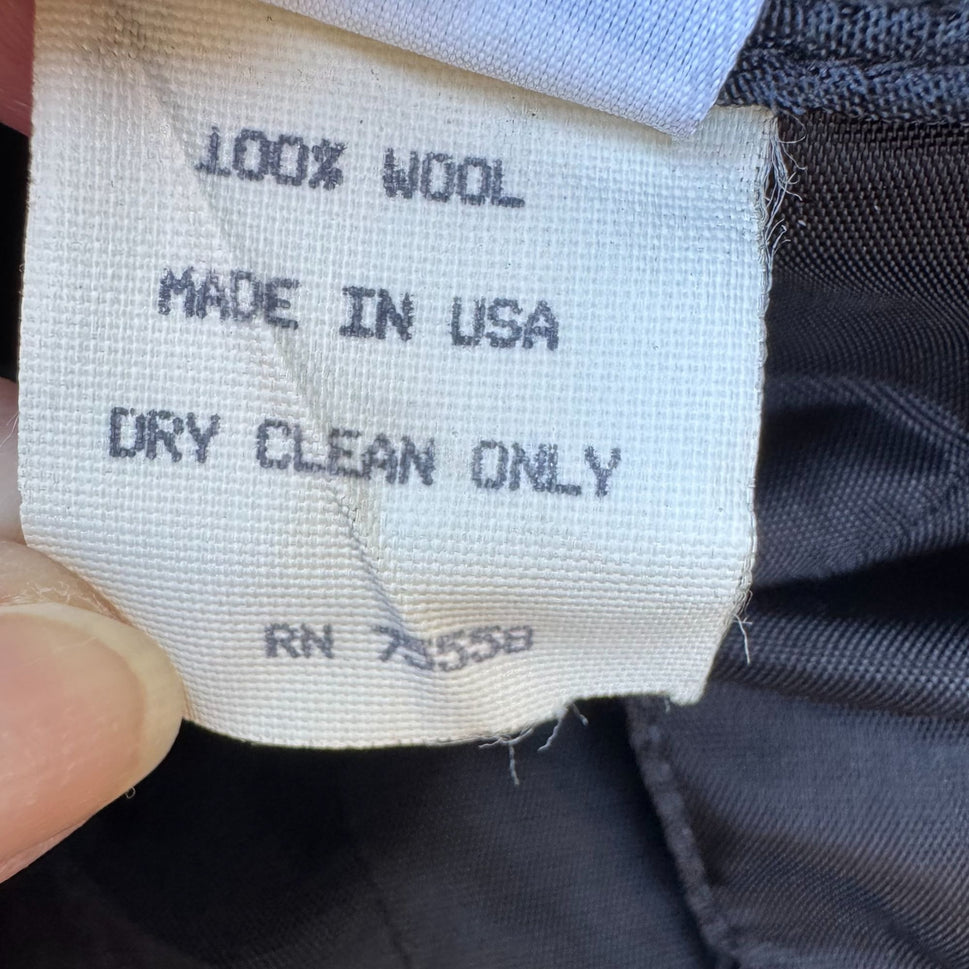 100% WOOL
MADE IN USA
DRY CLEAN ONLY
RN 75558